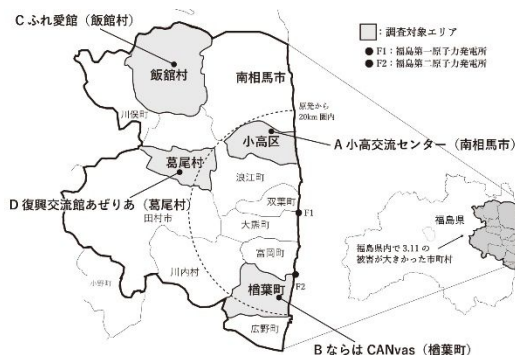 C ふれ愛館（飯館村）
飯舘村
南相馬市
：調査対象エリア
F1：福島第一原子力発電所
F2：福島第二原子力発電所
川俣町
原発から
20km 圏内
小高区
A 小高交流センター（南相馬市）
葛尾村
浪江町
双葉町
D 復興交流館あぜりあ（葛尾村）
田村市
大熊町
F1
福島県
福島県内で 3.11 の
被害が大きかった市町村
富岡町
川内村
小野町
F2
楢葉町
広野町
B ならは CANvas（楢葉町）